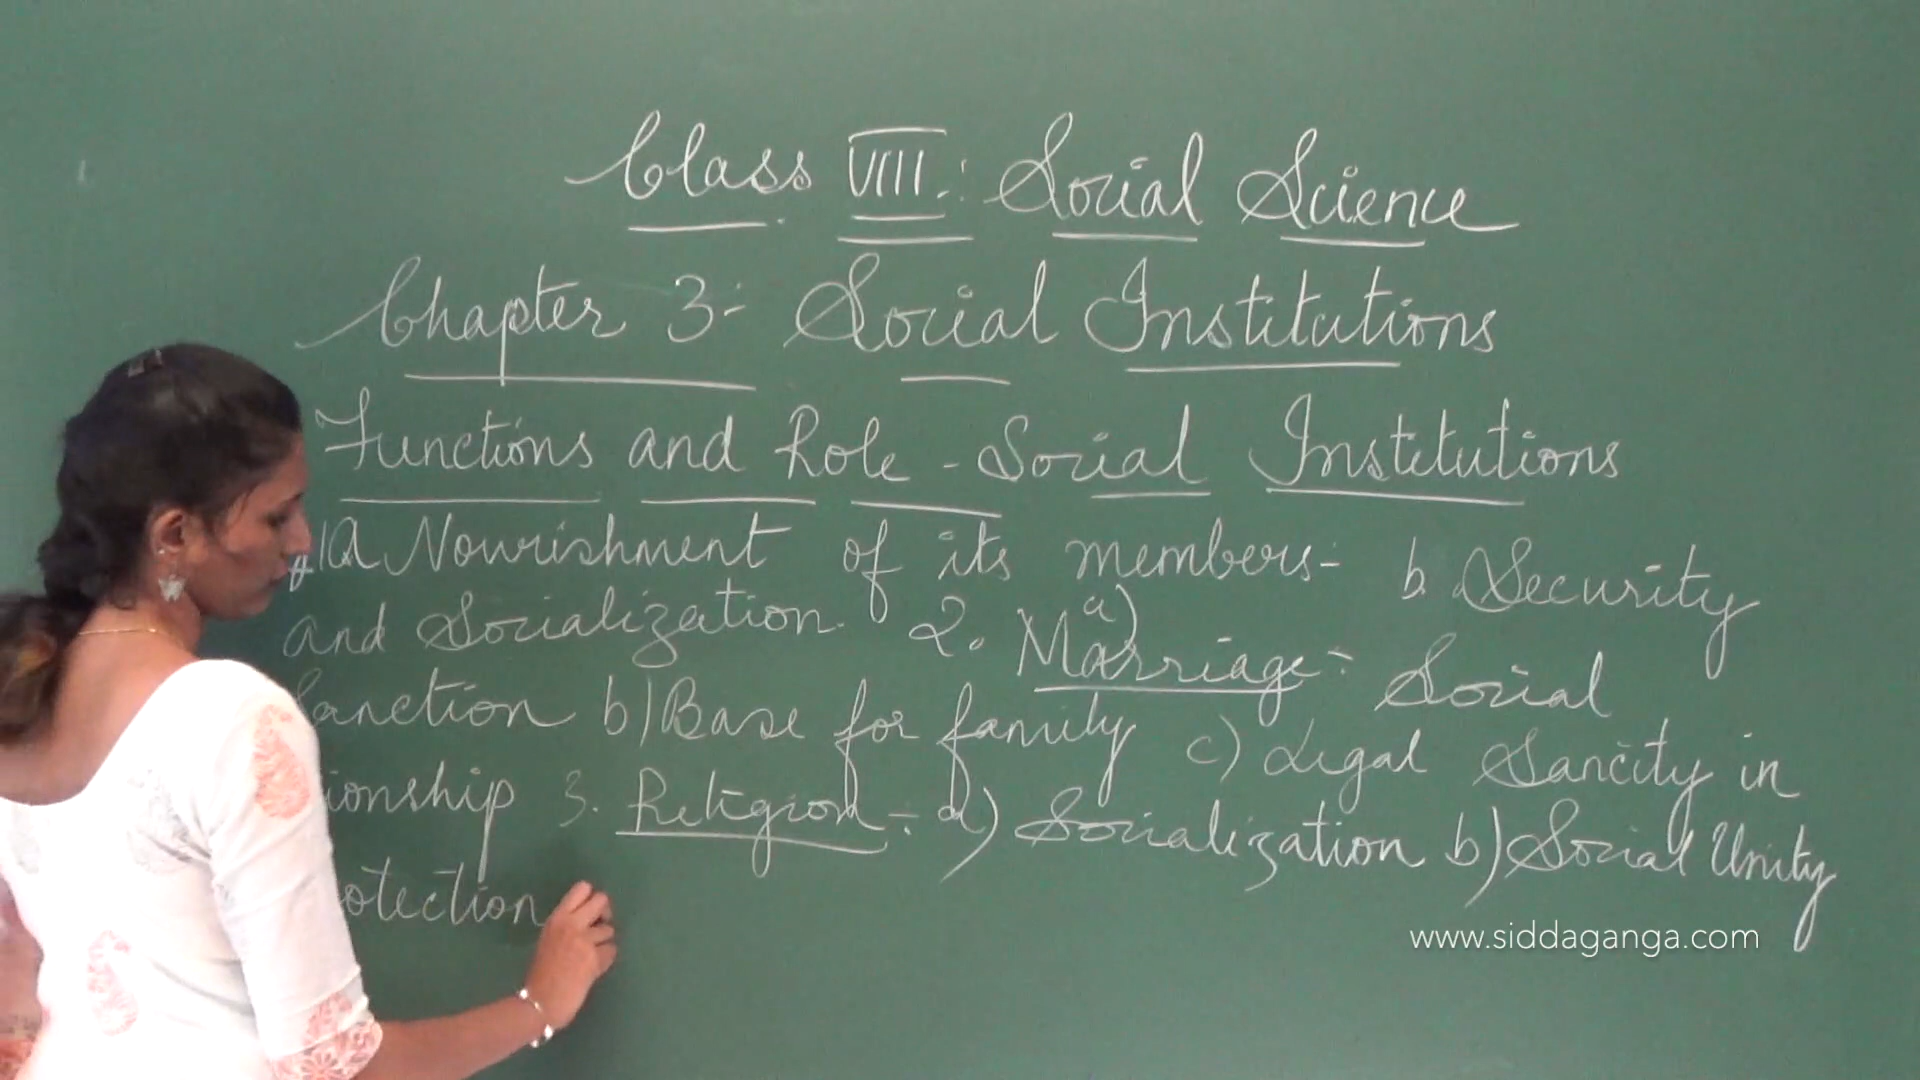 Class VIII : Social Science
Chapter 3:- Social Institutions
Functions and Role - Social Institutions
1 a Nourishment of its members:- b. Security
and Socialization. 2. Marriage :- a) Social
Sanction b) Base for family c) Legal Sancity in
ionship 3. Religion :- a) Socialization b) Social Unity
otection
www.siddaganga.com